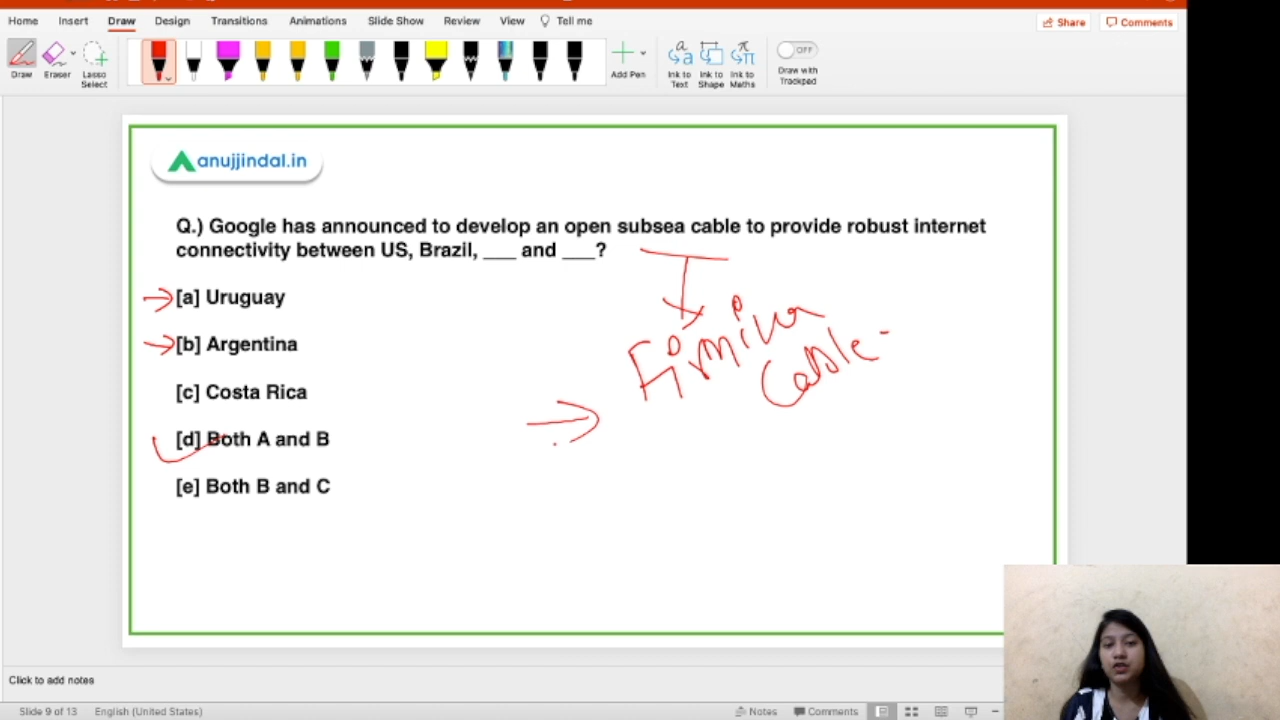 Home Insert Draw Design Transitions Animations Slide Show Review View Tell me Share Comments
Draw Eraser Lasso Select Add Pen Ink to Text Ink to Shape Ink to Maths OFF Draw with Trackpad
anujjindal.in
Q.) Google has announced to develop an open subsea cable to provide robust internet
connectivity between US, Brazil, ___ and ___?
[a] Uruguay
[b] Argentina
[c] Costa Rica
[d] Both A and B
[e] Both B and C
Firmina
Cable
Click to add notes
Slide 9 of 13 English (United States) Notes Comments